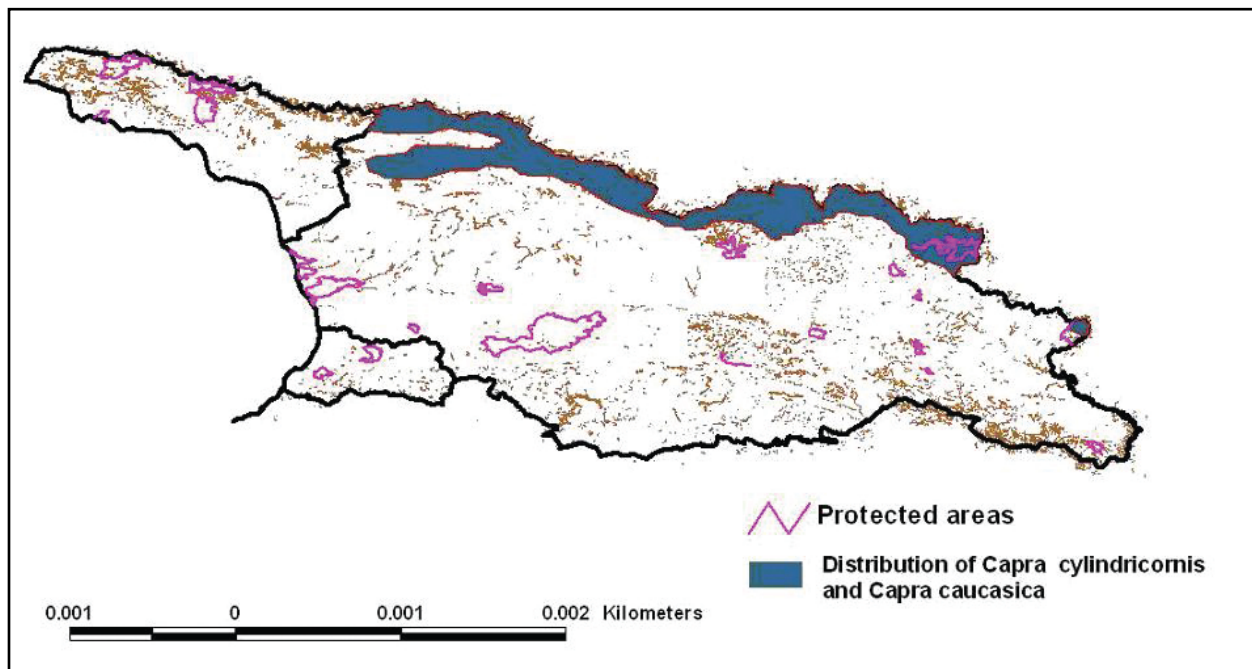 Protected areas
Distribution of Capra cylindricornis
and Capra caucasica
0.001 0 0.001 0.002 Kilometers